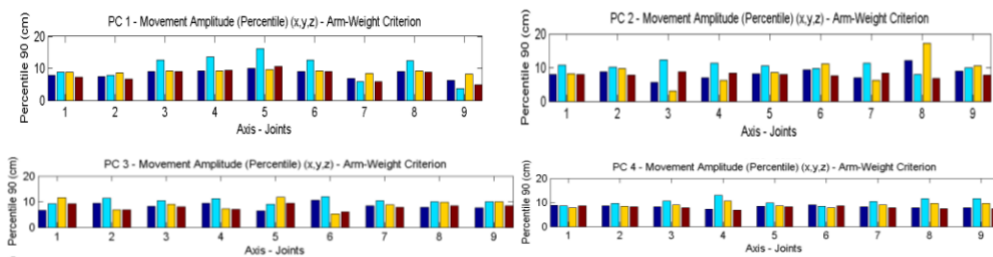 PC 1 - Movement Amplitude (Percentile) (x,y,z) - Arm-Weight Criterion
Percentile 90 (cm)
20
10
0
1 2 3 4 5 6 7 8 9
Axis - Joints
PC 2 - Movement Amplitude (Percentile) (x,y,z) - Arm-Weight Criterion
Percentile 90 (cm)
20
10
0
1 2 3 4 5 6 7 8 9
Axis - Joints
PC 3 - Movement Amplitude (Percentile) (x,y,z) - Arm-Weight Criterion
Percentile 90 (cm)
20
10
0
1 2 3 4 5 6 7 8 9
Axis - Joints
PC 4 - Movement Amplitude (Percentile) (x,y,z) - Arm-Weight Criterion
Percentile 90 (cm)
20
10
0
1 2 3 4 5 6 7 8 9
Axis - Joints